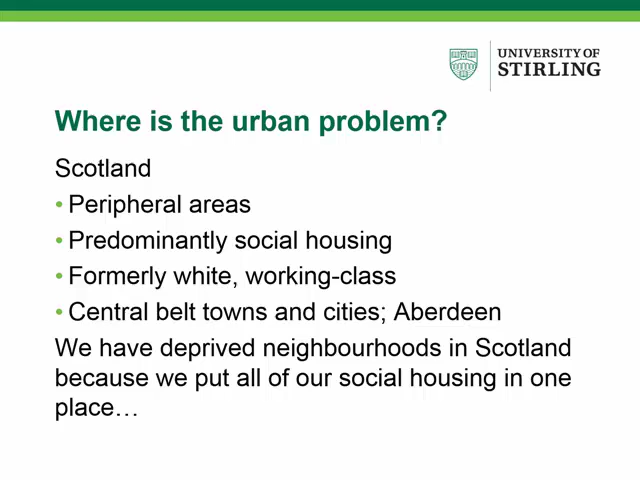 UNIVERSITY OF
STIRLING
Where is the urban problem?
Scotland
• Peripheral areas
• Predominantly social housing
• Formerly white, working-class
• Central belt towns and cities; Aberdeen
We have deprived neighbourhoods in Scotland
because we put all of our social housing in one
place…